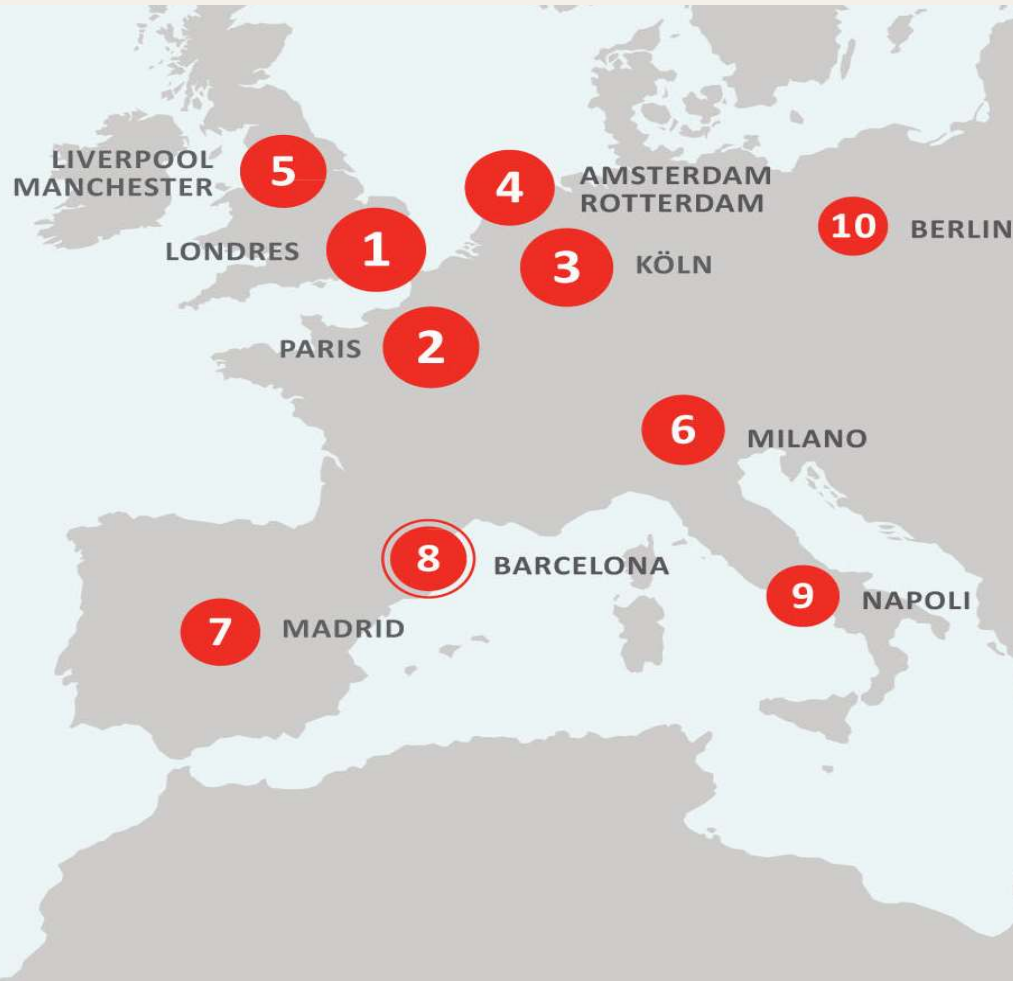 LIVERPOOL
MANCHESTER
5
4
AMSTERDAM
ROTTERDAM
LONDRES
1
10
BERLIN
3
KÖLN
PARIS
2
6
MILANO
8
BARCELONA
9
NAPOLI
7
MADRID